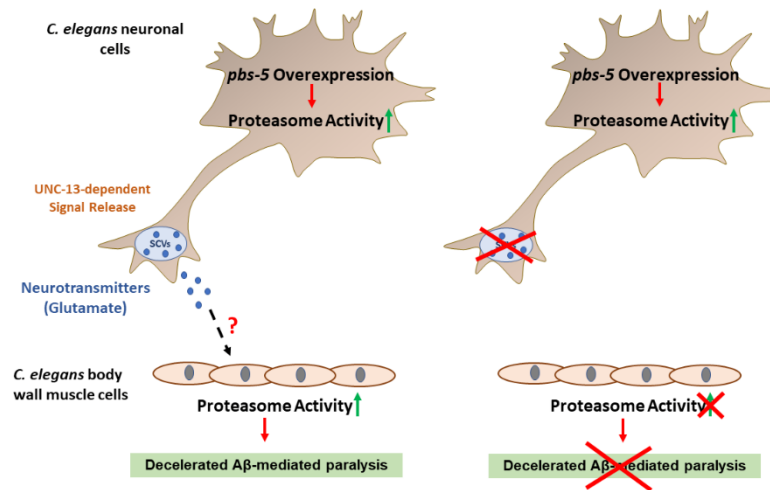 C. elegans neuronal
cells
pbs-5 Overexpression
Proteasome Activity
UNC-13-dependent
Signal Release
SCVs
Neurotransmitters
(Glutamate)
?
C. elegans body
wall muscle cells
Proteasome Activity
Decelerated Aβ-mediated paralysis
pbs-5 Overexpression
Proteasome Activity
Proteasome Activity
Decelerated Aβ-mediated paralysis